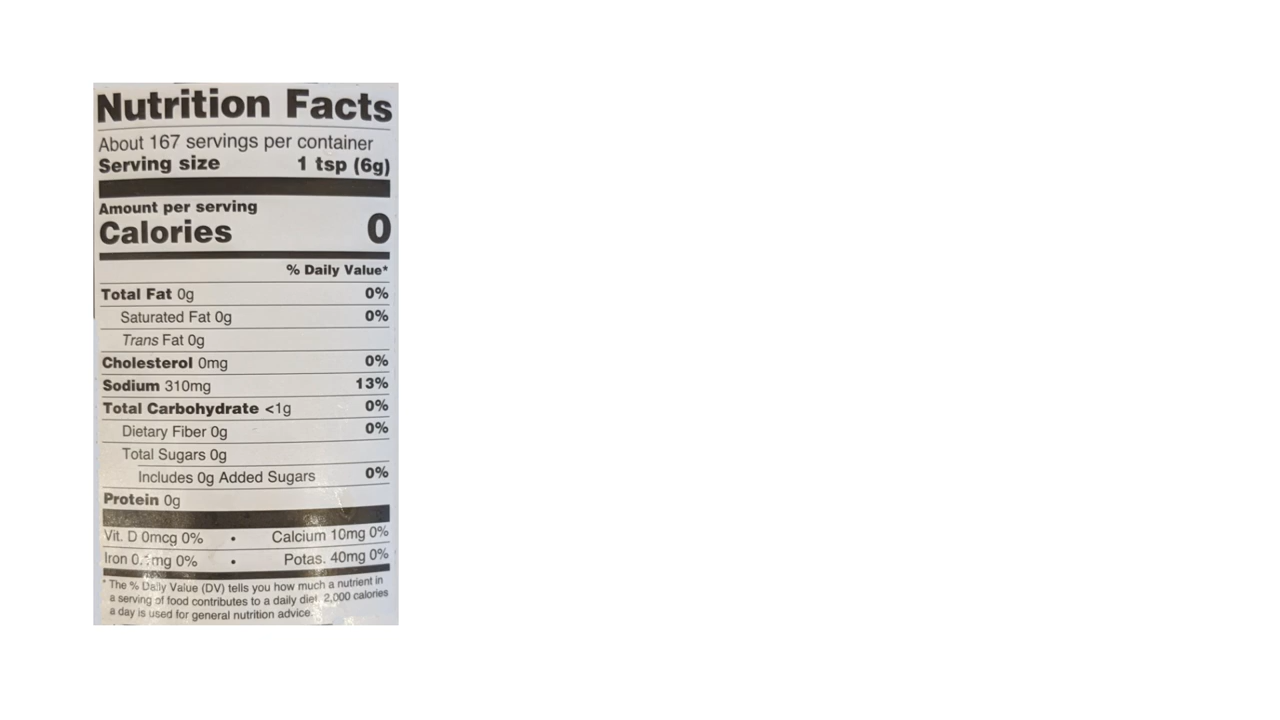 Nutrition Facts
About 167 servings per container
Serving size 1 tsp (6g)
Amount per serving
Calories 0
% Daily Value*
Total Fat 0g 0%
Saturated Fat 0g 0%
Trans Fat 0g
Cholesterol 0mg 0%
Sodium 310mg 13%
Total Carbohydrate <1g 0%
Dietary Fiber 0g 0%
Total Sugars 0g
Includes 0g Added Sugars 0%
Protein 0g
Vit. D 0mcg 0% • Calcium 10mg 0%
Iron 0% • Potas. 40mg 0%
* The % Daily Value (DV) tells you how much a nutrient in
a serving of food contributes to a daily diet. 2,000 calories
a day is used for general nutrition advice.